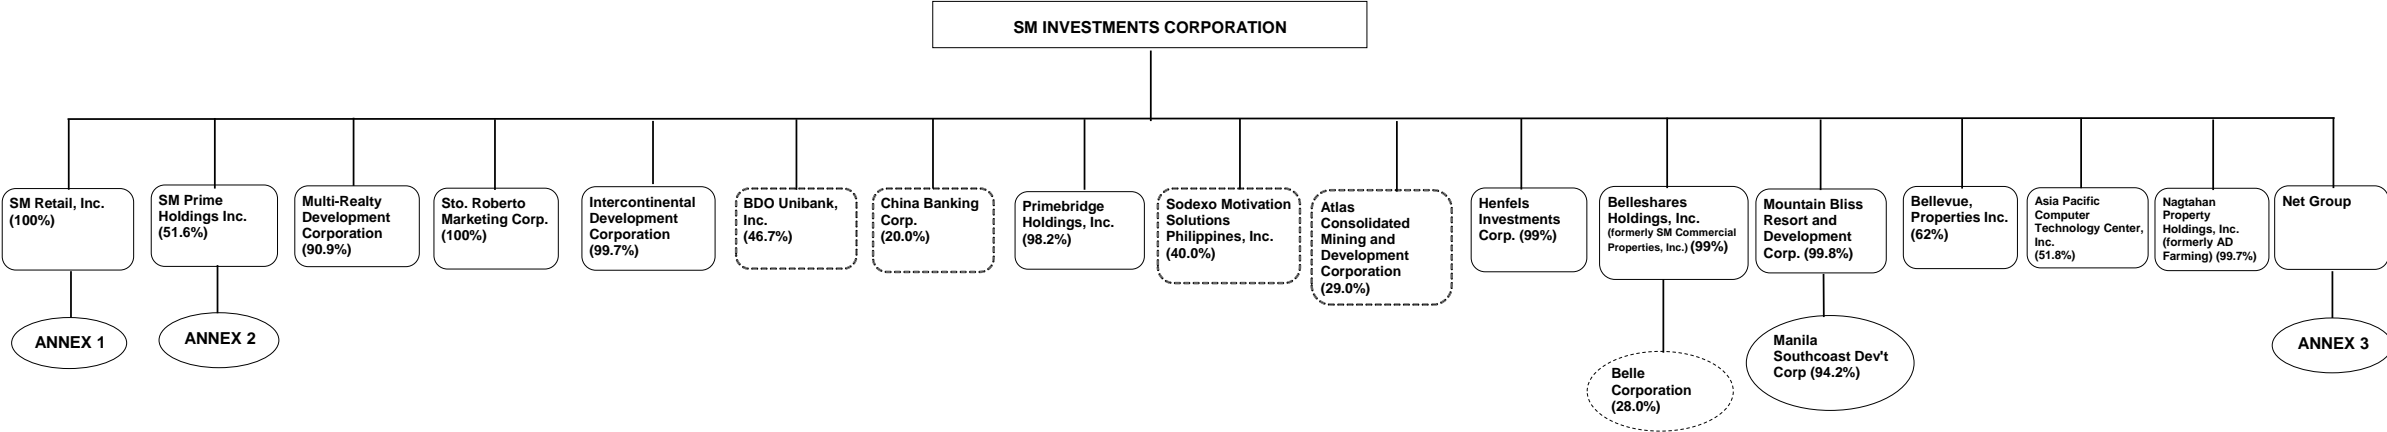 SM INVESTMENTS CORPORATION
SM Retail, Inc.
(100%)
SM Prime
Holdings Inc.
(51.6%)
Multi-Realty
Development
Corporation
(90.9%)
Sto. Roberto
Marketing Corp.
(100%)
Intercontinental
Development
Corporation
(99.7%)
BDO Unibank,
Inc.
(46.7%)
China Banking
Corp.
(20.0%)
Primebridge
Holdings, Inc.
(98.2%)
Sodexo Motivation
Solutions
Philippines, Inc.
(40.0%)
Atlas
Consolidated
Mining and
Development
Corporation
(29.0%)
Henfels
Investments
Corp. (99%)
Belleshares
Holdings, Inc.
(formerly SM Commercial
Properties, Inc.) (99%)
Mountain Bliss
Resort and
Development
Corp. (99.8%)
Bellevue,
Properties Inc.
(62%)
Asia Pacific
Computer
Technology Center,
Inc.
(51.8%)
Nagtahan
Property
Holdings, Inc.
(formerly AD
Farming) (99.7%)
Net Group
ANNEX 1
ANNEX 2
Belle
Corporation
(28.0%)
Manila
Southcoast Dev't
Corp (94.2%)
ANNEX 3